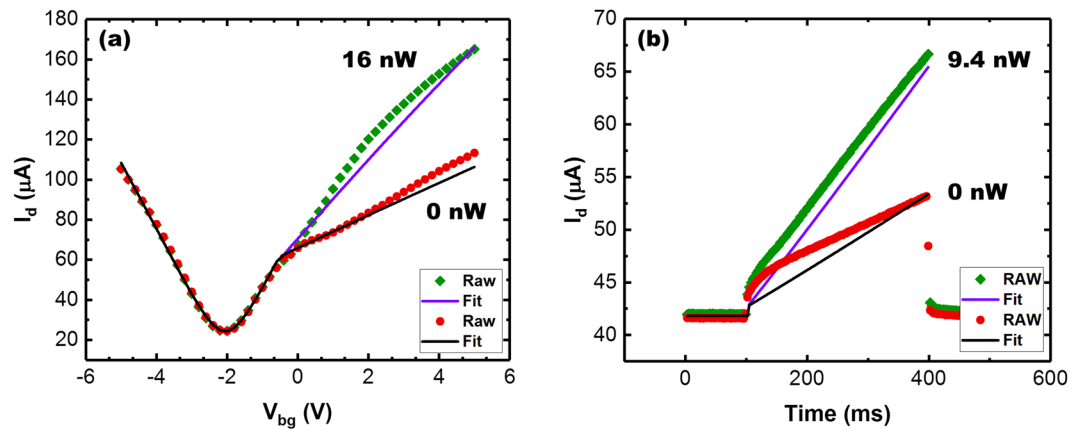 (a)
16 nW
0 nW
I_d (μA)
180
160
140
120
100
80
60
40
20
-6
-4
-2
0
2
4
6
V_bg (V)
Raw
Fit
Raw
Fit
(b)
9.4 nW
0 nW
I_d (μA)
70
65
60
55
50
45
40
0
200
400
600
Time (ms)
RAW
Fit
RAW
Fit